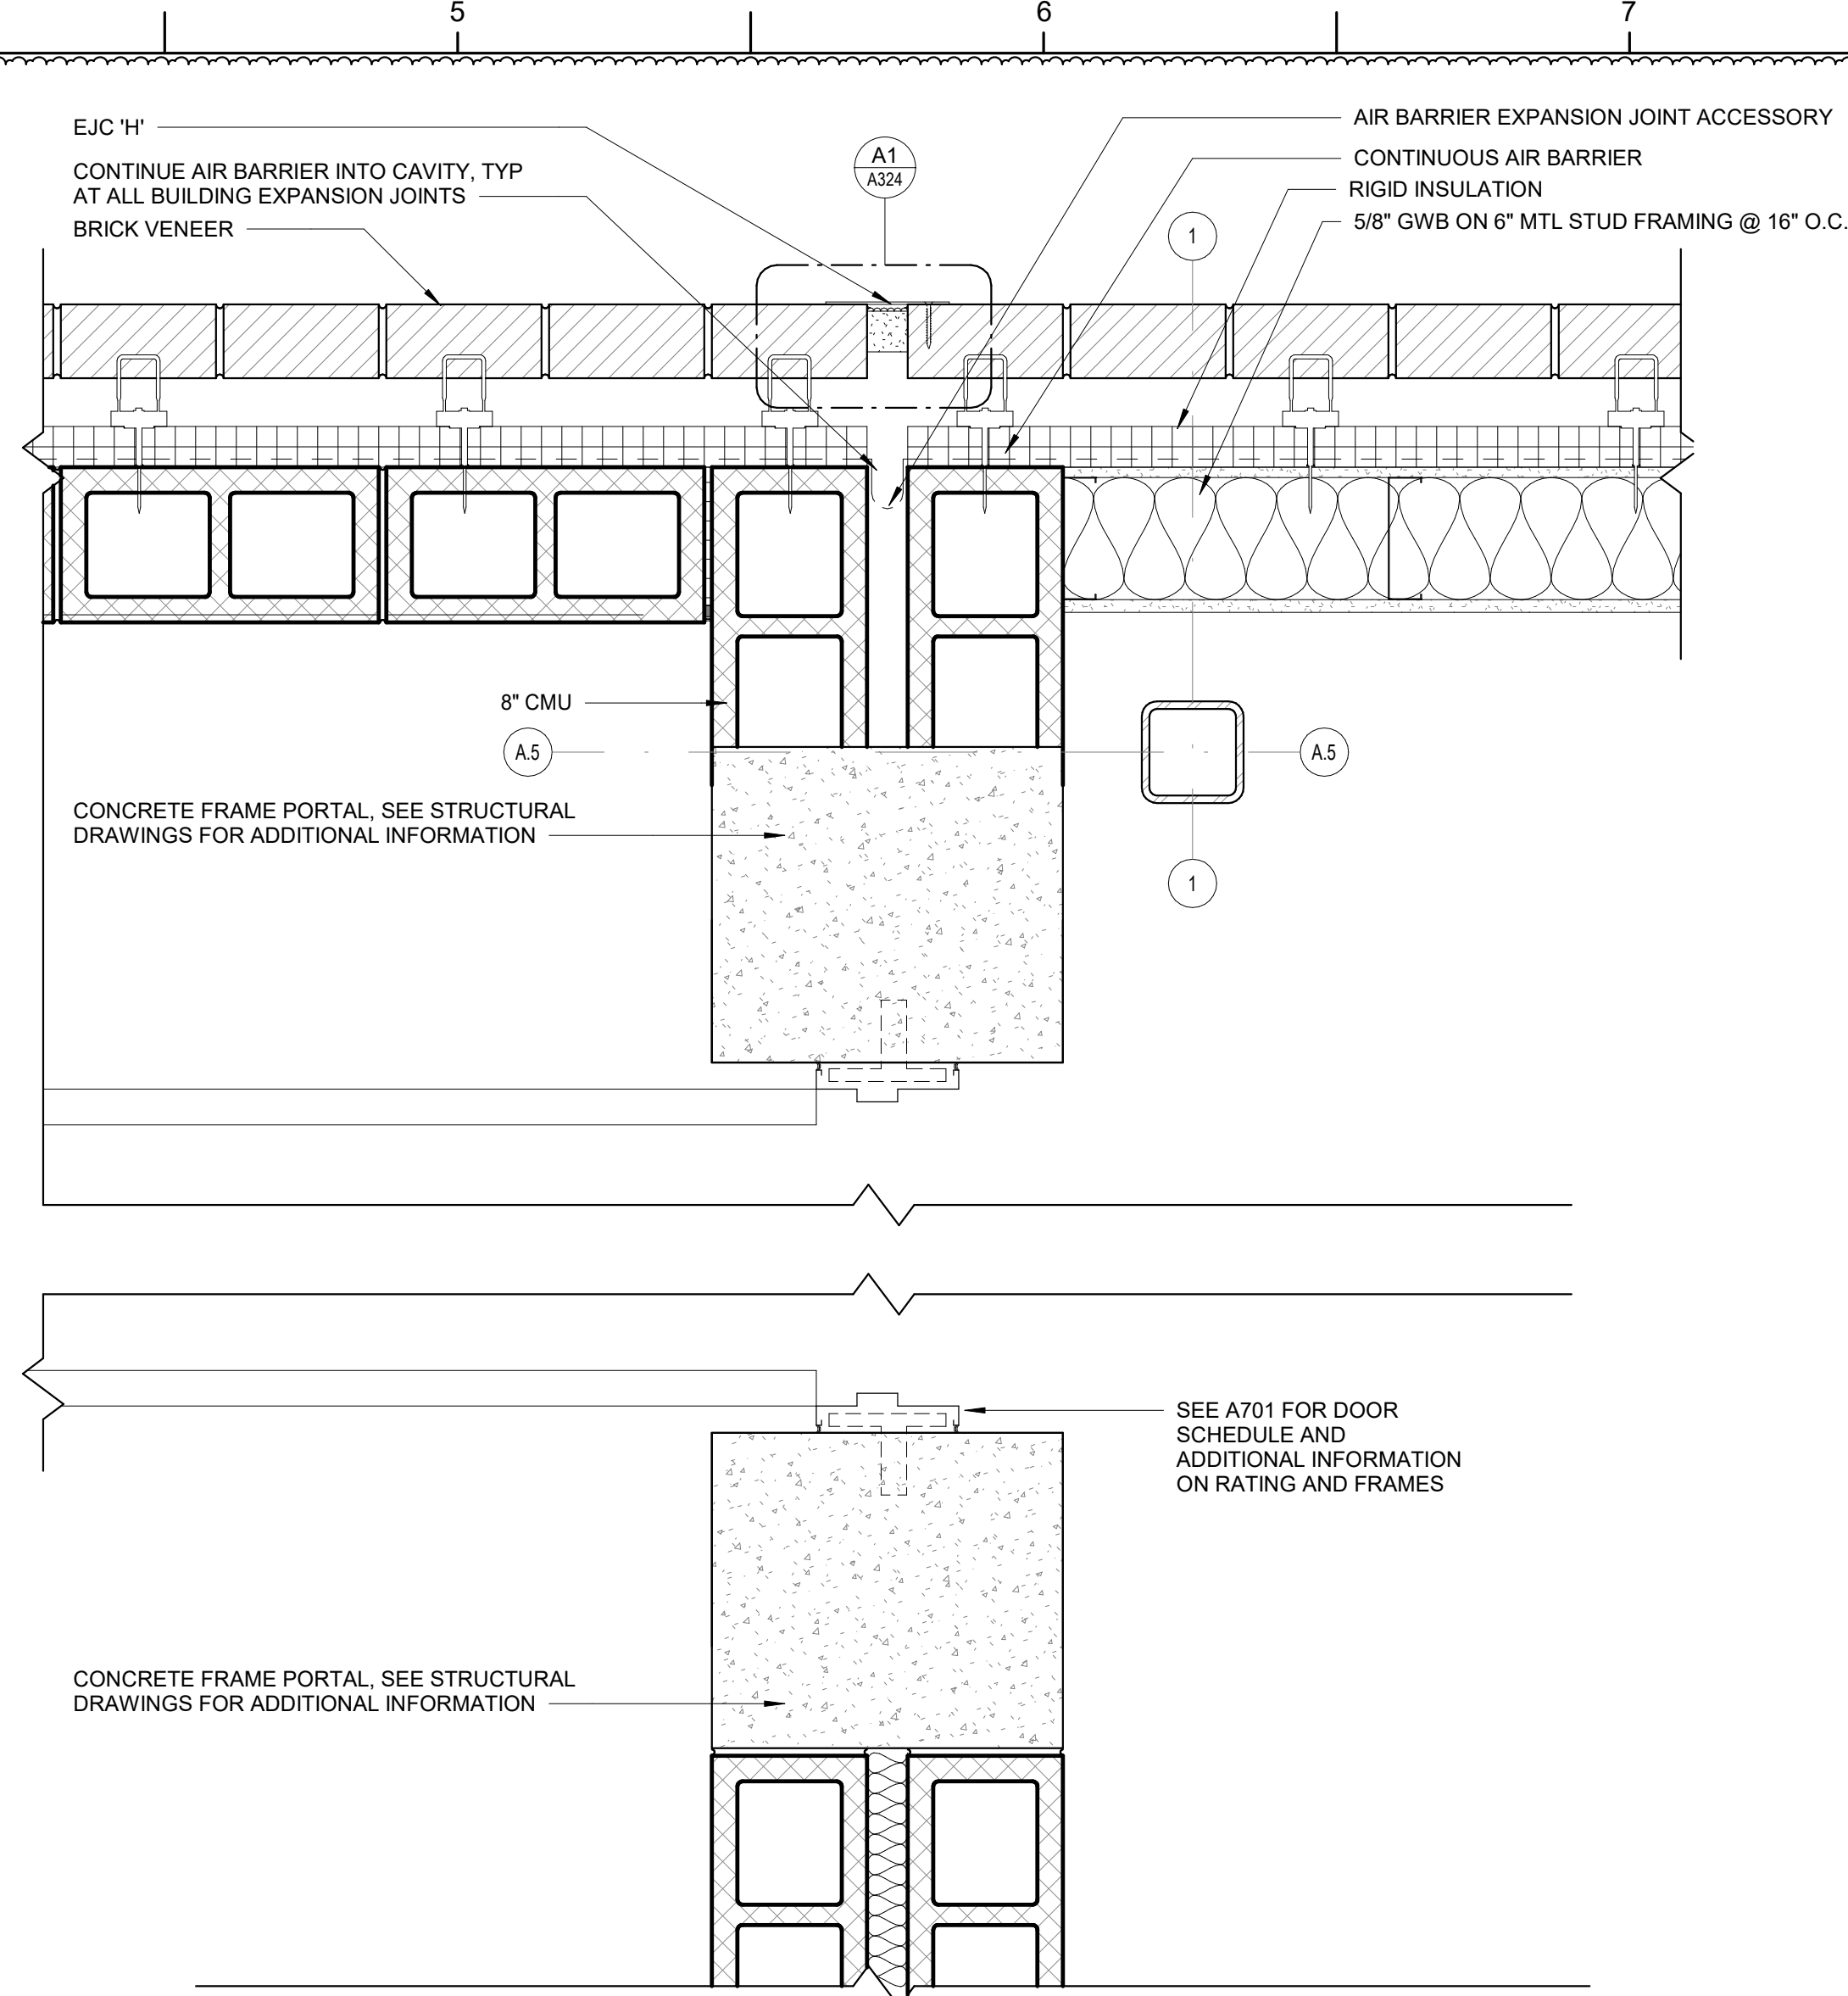 5
6
7
EJC 'H'
CONTINUE AIR BARRIER INTO CAVITY, TYP
AT ALL BUILDING EXPANSION JOINTS
BRICK VENEER
A1
A324
AIR BARRIER EXPANSION JOINT ACCESSORY
CONTINUOUS AIR BARRIER
RIGID INSULATION
5/8" GWB ON 6" MTL STUD FRAMING @ 16" O.C.
1
8" CMU
A.5
A.5
CONCRETE FRAME PORTAL, SEE STRUCTURAL
DRAWINGS FOR ADDITIONAL INFORMATION
1
SEE A701 FOR DOOR
SCHEDULE AND
ADDITIONAL INFORMATION
ON RATING AND FRAMES
CONCRETE FRAME PORTAL, SEE STRUCTURAL
DRAWINGS FOR ADDITIONAL INFORMATION